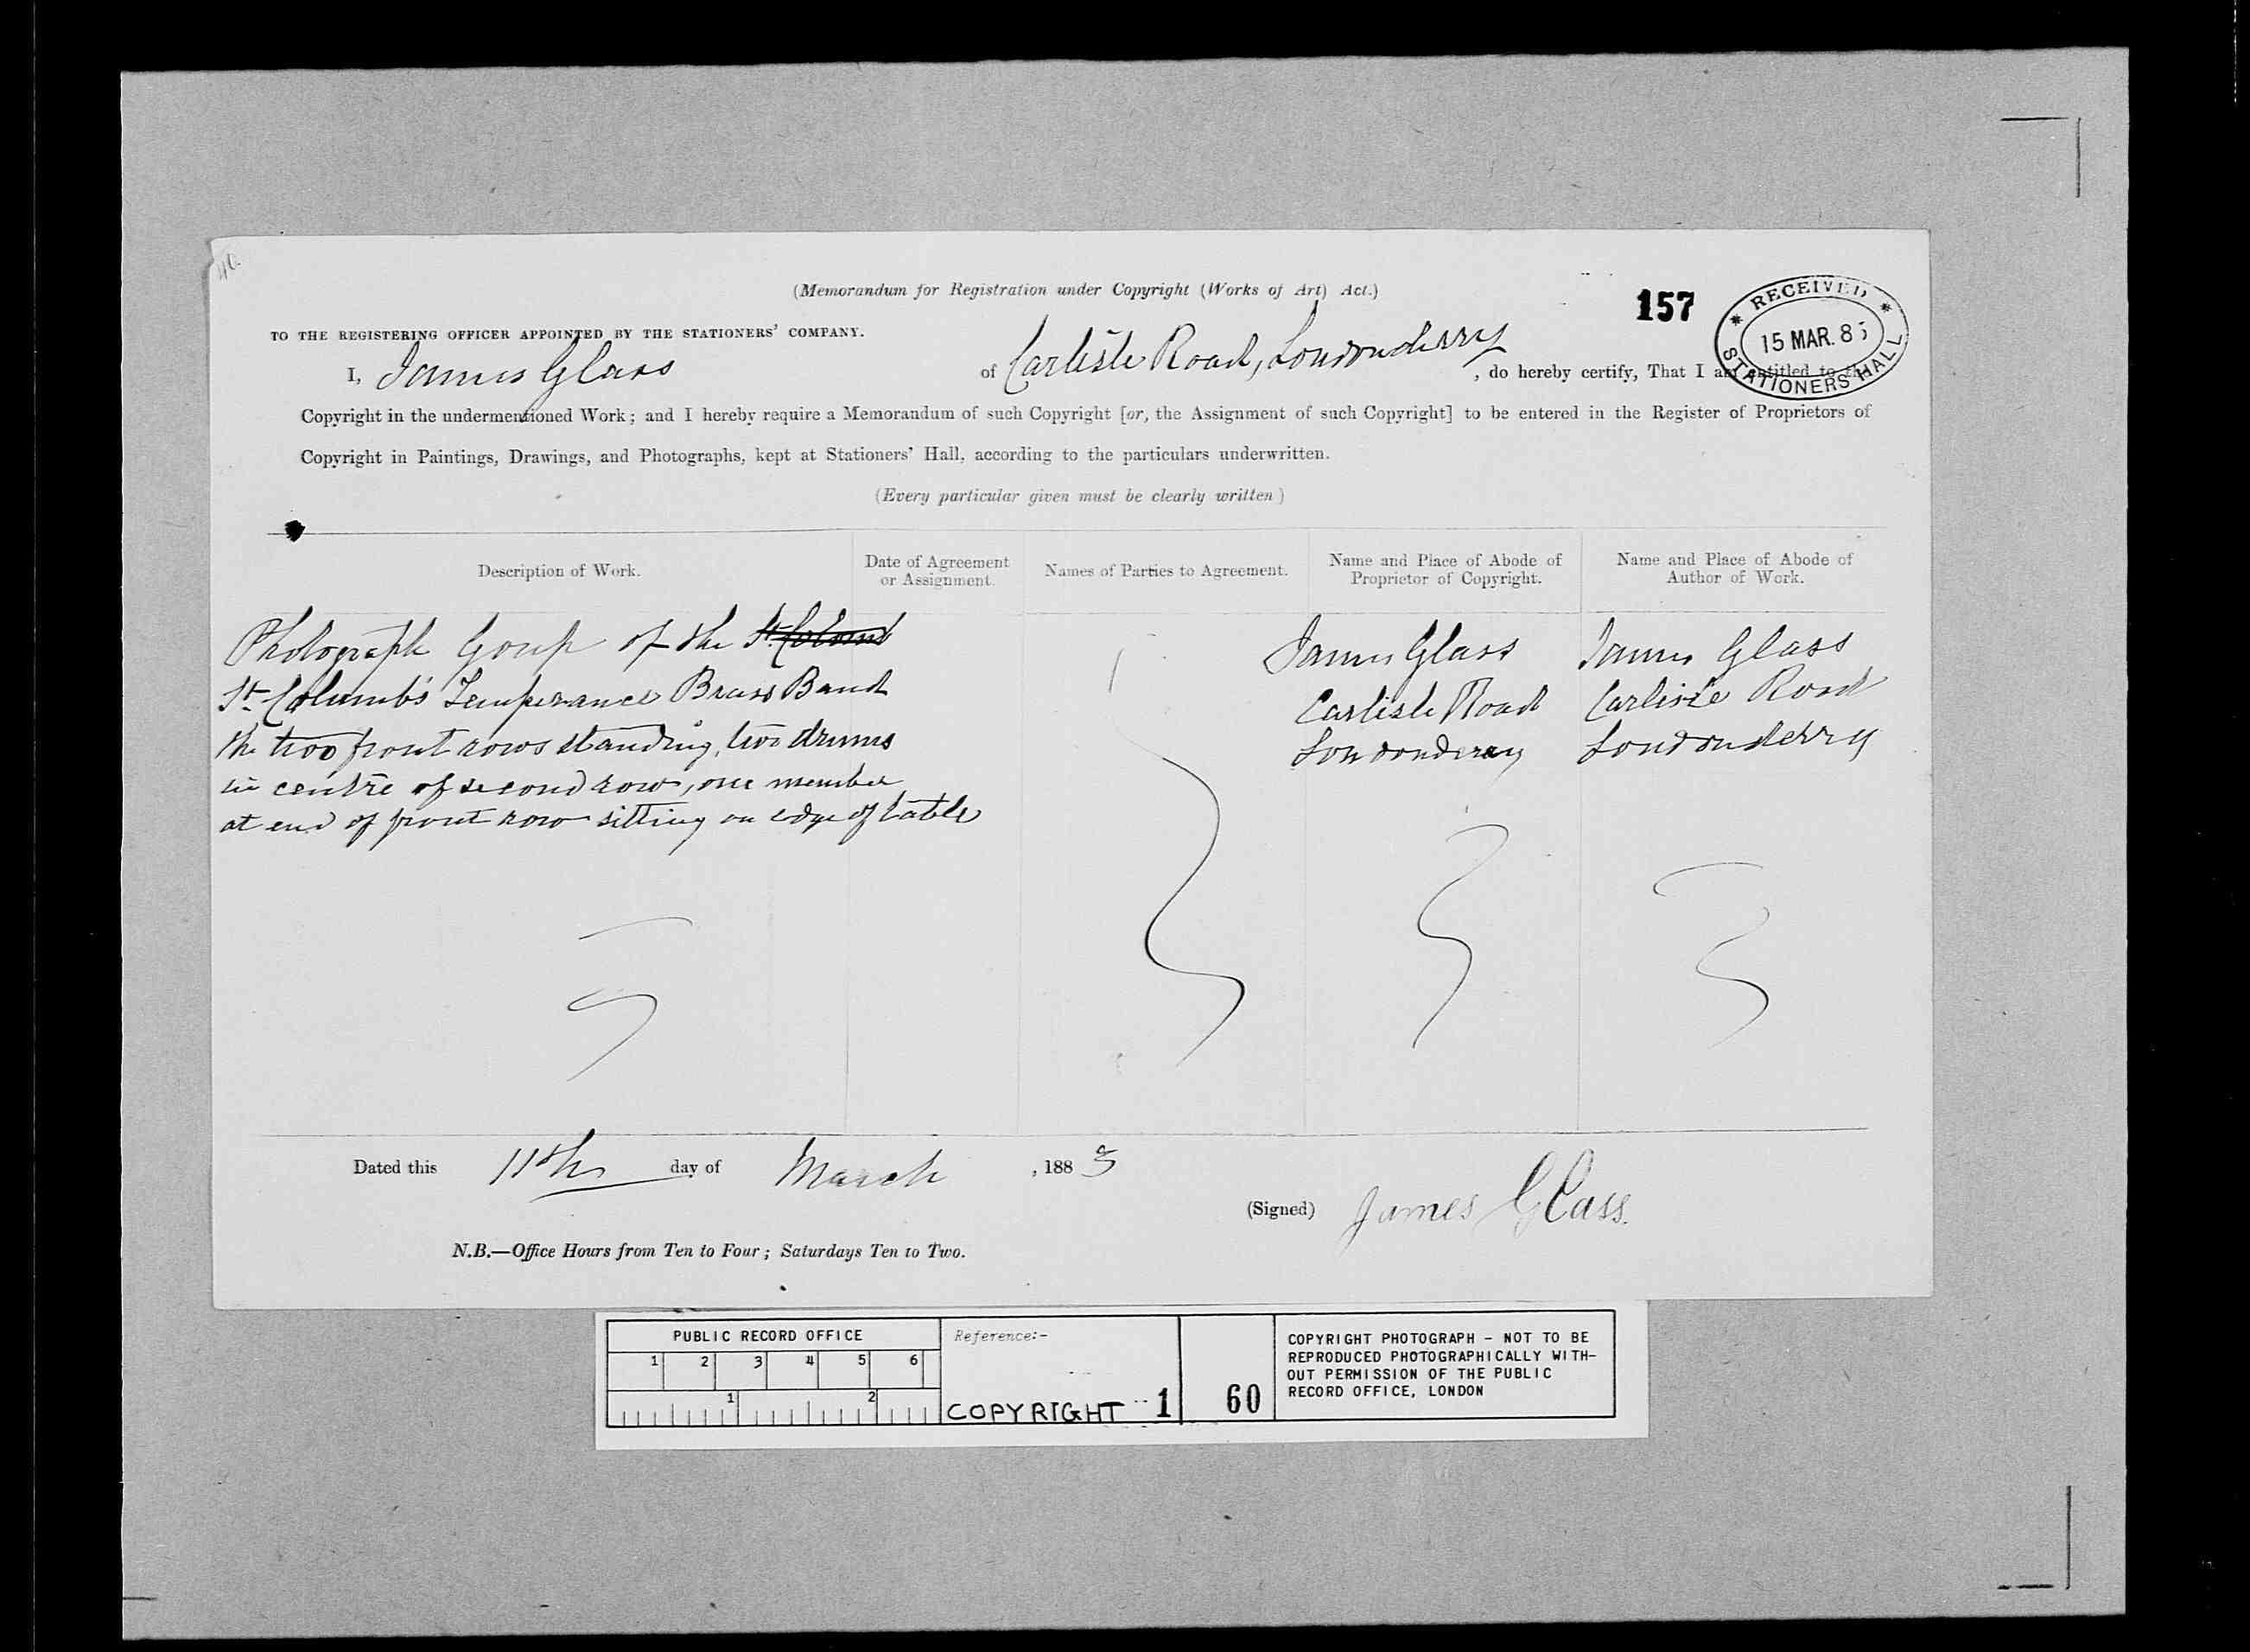 (Memorandum for Registration under Copyright (Works of Art) Act.)
157
RECEIVED
15 MAR. 83
STATIONERS HALL
TO THE REGISTERING OFFICER APPOINTED BY THE STATIONERS' COMPANY.
I, James Glass of Carlisle Road, Londonderry, do hereby certify, That I am entitled to the
Copyright in the undermentioned Work; and I hereby require a Memorandum of such Copyright [or, the Assignment of such Copyright] to be entered in the Register of Proprietors of
Copyright in Paintings, Drawings, and Photographs, kept at Stationers' Hall, according to the particulars underwritten.
(Every particular given must be clearly written)
Description of Work.
Date of Agreement
or Assignment.
Names of Parties to Agreement.
Name and Place of Abode of
Proprietor of Copyright.
Name and Place of Abode of
Author of Work.
Photograph Goup of the St. Colomb
St. Columb's Temperance Brass Band
the two front rows standing, two drums
in centre of second row, one member
at end of front row sitting on edge of table
James Glass
Carlisle Road
Londonderry
James Glass
Carlisle Road
Londonderry
Dated this 11th day of March, 188
(Signed) James Glass.
N.B.—Office Hours from Ten to Four; Saturdays Ten to Two.
PUBLIC RECORD OFFICE
1 2 3 4 5 6
1 2
Reference:-
COPYRIGHT 1
60
COPYRIGHT PHOTOGRAPH - NOT TO BE
REPRODUCED PHOTOGRAPHICALLY WITH-
OUT PERMISSION OF THE PUBLIC
RECORD OFFICE, LONDON